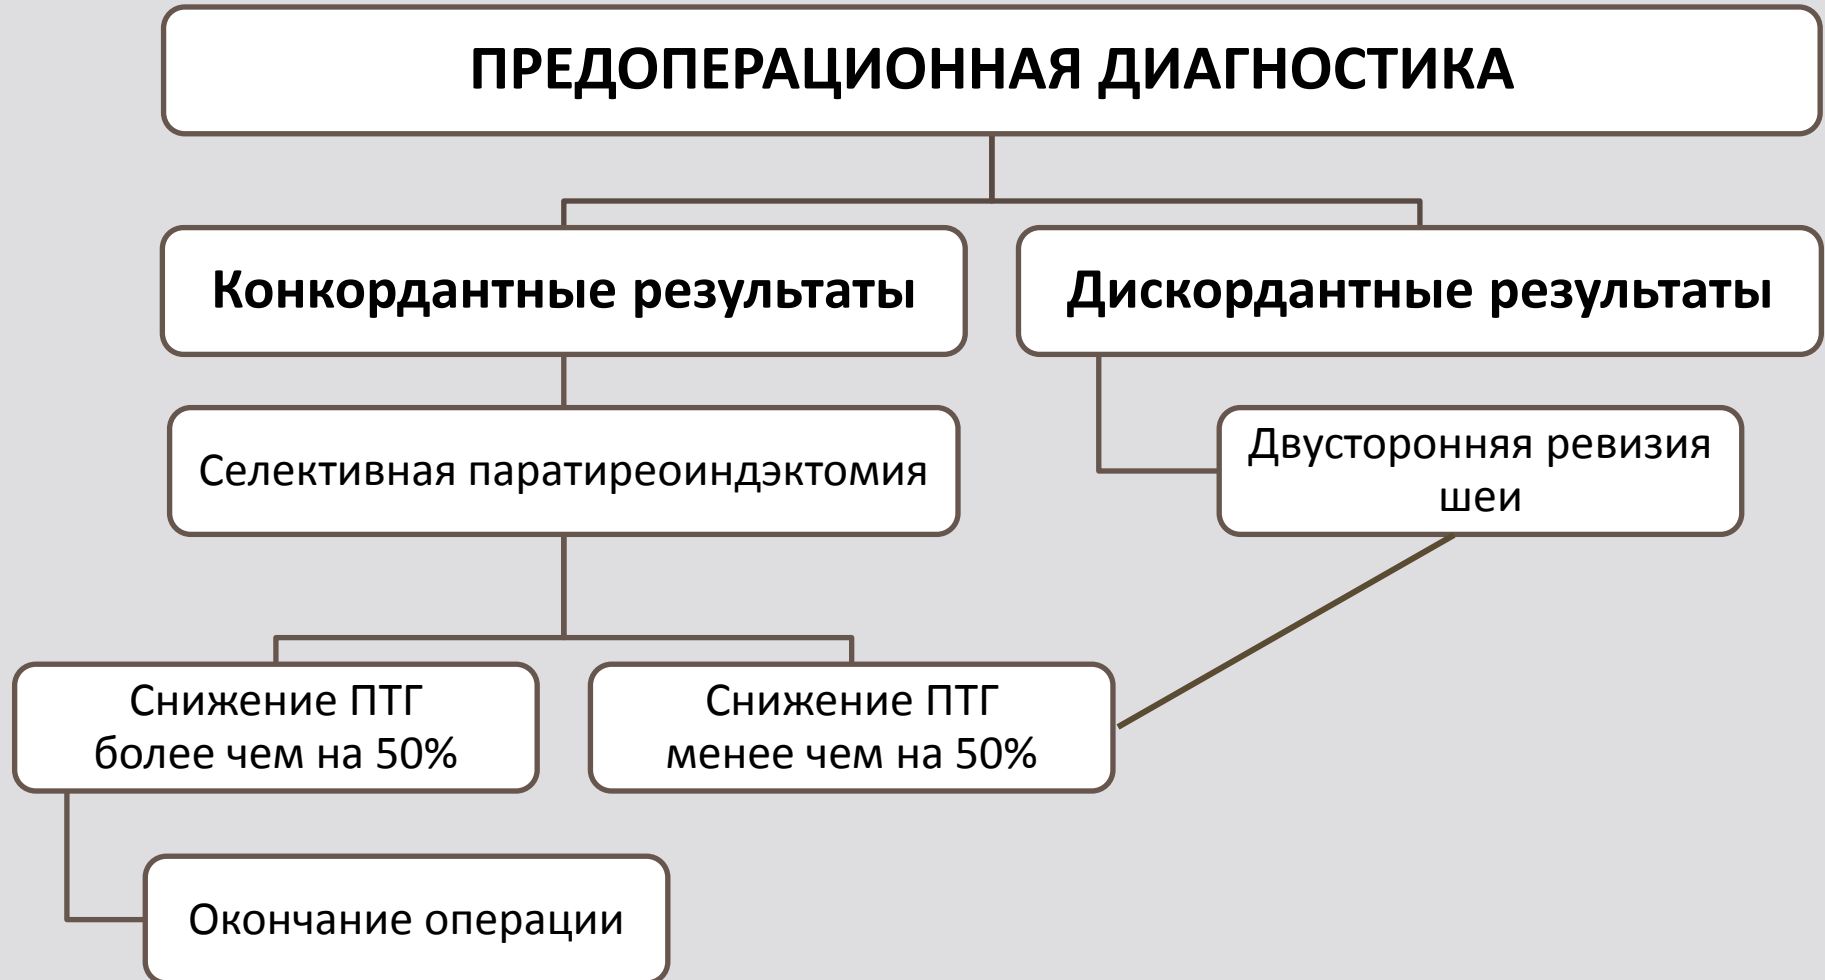 ПРЕДОПЕРАЦИОННАЯ ДИАГНОСТИКА
Конкордантные результаты
Дискордантные результаты
Селективная паратиреоиндэктомия
Двусторонняя ревизия
шеи
Снижение ПТГ
более чем на 50%
Снижение ПТГ
менее чем на 50%
Окончание операции